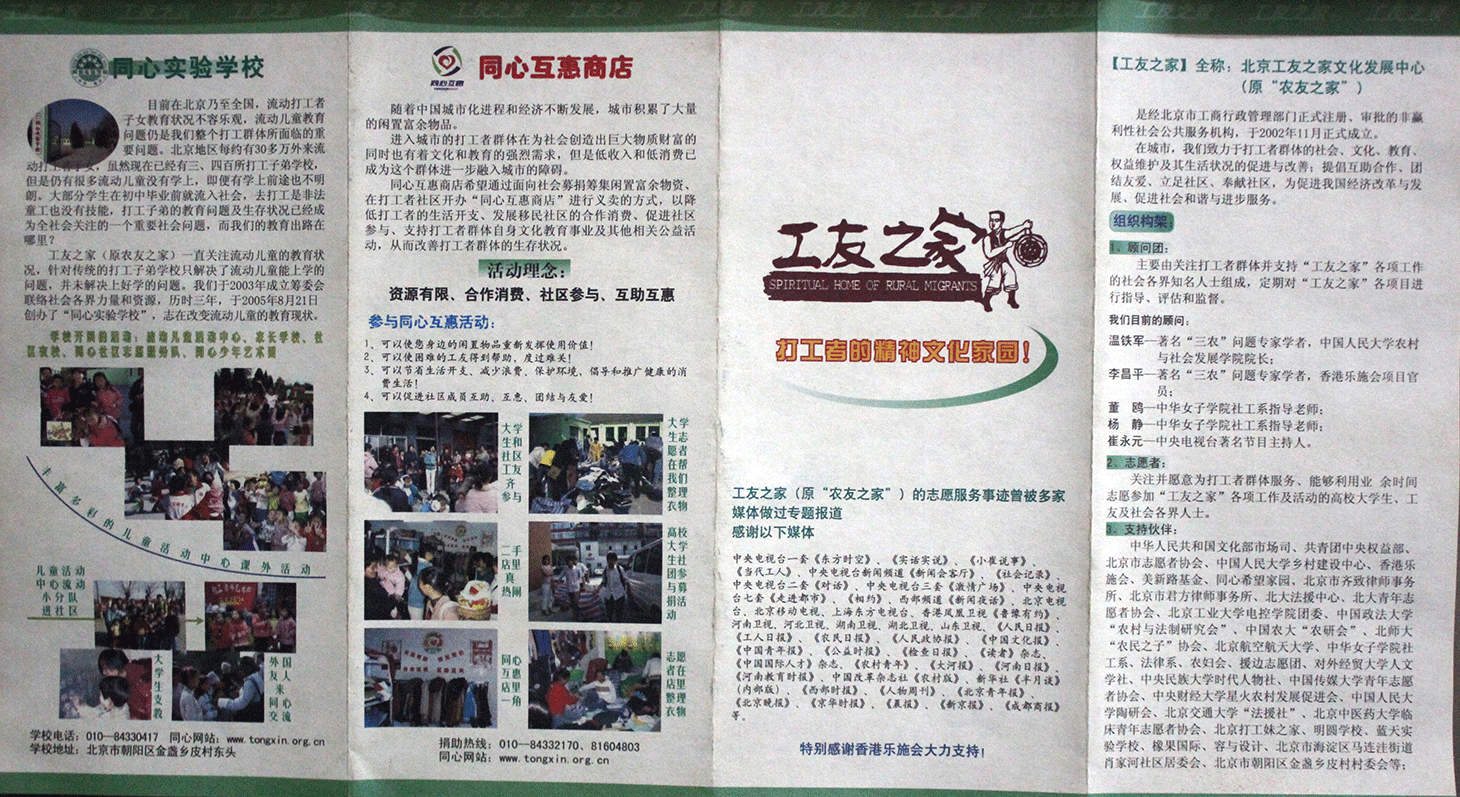 同心实验学校
目前在北京乃至全国，流动打工者
子女教育状况不容乐观，流动儿童教育
问题仍是我们整个打工群体所面临的重
要问题。北京地区每约有30多万外来流
动打工者子女，虽然现在已经有三、四百所打工子弟学校，
但是仍有很多流动儿童没有学上，即便有学上前途也不明
朗。大部分学生在初中毕业前就流入社会，去打工是非法
童工也没有技能，打工子弟的教育问题及生存状况已经成
为全社会关注的一个重要社会问题，而我们的教育出路在
哪里？
工友之家（原农友之家）一直关注流动儿童的教育状
况，针对传统的打工子弟学校只解决了流动儿童能上学的
问题，并未解决上好学的问题。我们于2003年成立筹委会
联络社会各界力量和资源，历时三年，于2005年8月21日
创办了“同心实验学校”，志在改变流动儿童的教育现状。
学校开展的活动：流动儿童活动中心、家长学校、社
区夜校、同心社区志愿服务队、同心少年艺术团
丰富多彩的儿童活动中心课外活动
儿童活动
中心流动
小分队
进社区
大学生支教
外国友人来同心交流
学校电话：010—84330417 同心网站：www.tongxin.org.cn
学校地址：北京市朝阳区金盏乡皮村东头
同心互惠
同心互惠商店
随着中国城市化进程和经济不断发展，城市积累了大量
的闲置富余物品。
进入城市的打工者群体在为社会创造出巨大物质财富的
同时也有着文化和教育的强烈需求，但是低收入和低消费已
成为这个群体进一步融入城市的障碍。
同心互惠商店希望通过面向社会募捐筹集闲置富余物资、
在打工者社区开办“同心互惠商店”进行义卖的方式，以降
低打工者的生活开支、发展移民社区的合作消费、促进社区
参与、支持打工者群体自身文化教育事业及其他相关公益活
动，从而改善打工者群体的生存状况。
活动理念：
资源有限、合作消费、社区参与、互助互惠
参与同心互惠活动：
1、可以使您身边的闲置物品重新发挥使用价值！
2、可以使困难的工友得到帮助、度过难关！
3、可以节省生活开支、减少浪费、保护环境、倡导和推广健康的消
费生活！
4、可以促进社区成员互助、互惠、团结与友爱！
大学生和社区工友齐参与
大学生志愿者在帮我们整理衣物
二手店里真热闹
高校大学生社团参与募捐活动
同心互惠店里一角
志愿者在店里整理衣物
捐助热线：010—84332170、81604803
同心网站：www.tongxin.org.cn
工友之家
SPIRITUAL HOME OF RURAL MIGRANTS
打工者的精神文化家园！
工友之家（原“农友之家”）的志愿服务事迹曾被多家
媒体做过专题报道
感谢以下媒体
中央电视台一套《东方时空》、《实话实说》、《小崔说事》、
《当代工人》、中央电视台新闻频道《新闻会客厅》、《社会记录》、
中央电视台二套《对话》、中央电视台三套《激情广场》、中央电视
台七套《走进都市》、《相约》、西部频道《新闻夜话》、北京电视
台、北京移动电视、上海东方电视台、香港凤凰卫视《鲁豫有约》、
河南卫视、河北卫视、湖南卫视、湖北卫视、山东卫视、《人民日报》、
《工人日报》、《农民日报》、《人民政协报》、《中国文化报》、
《中国青年报》、《公益时报》、《检查日报》、《读者》杂志、
《中国国际人才》杂志、《农村青年》、《大河报》、《河南日报》、
《河南教育时报》、中国改革杂志社《农村版》、新华社《半月谈》
（内部版）、《西部时报》、《人物周刊》、《北京青年报》、
《北京晚报》、《京华时报》、《晨报》、《新京报》、《成都商报》
等。
特别感谢香港乐施会大力支持！
【工友之家】全称：北京工友之家文化发展中心
（原“农友之家”）
是经北京市工商行政管理部门正式注册、审批的非赢
利性社会公共服务机构，于2002年11月正式成立。
在城市，我们致力于打工者群体的社会、文化、教育、
权益维护及其生活状况的促进与改善；提倡互助合作、团
结友爱、立足社区、奉献社区，为促进我国经济改革与发
展、促进社会和谐与进步服务。
组织构架：
1、顾问团：
主要由关注打工者群体并支持“工友之家”各项工作
的社会各界知名人士组成，定期对“工友之家”各项目进
行指导、评估和监督。
我们目前的顾问：
温铁军—著名“三农”问题专家学者，中国人民大学农村
与社会发展学院院长；
李昌平—著名“三农”问题专家学者，香港乐施会项目官
员；
董 鸥—中华女子学院社工系指导老师；
杨 静—中华女子学院社工系指导老师；
崔永元—中央电视台著名节目主持人。
2、志愿者：
关注并愿意为打工者群体服务、能够利用业 余时间
志愿参加“工友之家”各项工作及活动的高校大学生、工
友及社会各界人士。
3、支持伙伴：
中华人民共和国文化部市场司、共青团中央权益部、
北京市志愿者协会、中国人民大学乡村建设中心、香港乐
施会、美新路基金、同心希望家园、北京市齐致律师事务
所、北京市君方律师事务所、北大法援中心、北大青年志
愿者协会、北京工业大学电控学院团委、中国政法大学
“农村与法制研究会”、中国农大“农研会”、北师大
“农民之子”协会、北京航空航天大学、中华女子学院社
工系、法律系、农妇会、援边志愿团、对外经贸大学人文
学社、中央民族大学时代人物社、中国传媒大学青年志愿
者协会、中央财经大学星火农村发展促进会、中国人民大
学陶研会、北京交通大学“法援社”、北京中医药大学临
床青年志愿者协会、北京打工妹之家、明圆学校、蓝天实
验学校、橡果国际、容与设计、北京市海淀区马连洼街道
肖家河社区居委会、北京市朝阳区金盏乡皮村村委会等；